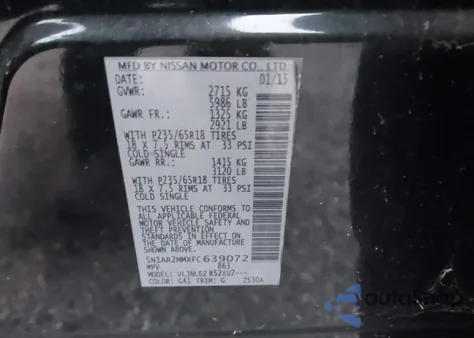 MFD BY NISSAN MOTOR CO., LTD.
DATE: 01/15
GVWR: 2715 KG
5986 LB
GAWR FR.: 1325 KG
2921 LB
WITH P235/65R18 TIRES
18 X 7.5 RIMS AT 33 PSI
COLD SINGLE
GAWR RR.: 1415 KG
3120 LB
WITH P235/65R18 TIRES
18 X 7.5 RIMS AT 33 PSI
COLD SINGLE
THIS VEHICLE CONFORMS TO
ALL APPLICABLE FEDERAL
MOTOR VEHICLE SAFETY AND
THEFT PREVENTION STANDARDS
IN EFFECT ON THE DATE OF
MANUFACTURE SHOWN ABOVE.
5N1AR2MMXFC639072
MPV 863
MODEL:
COLOR: G41 TRIM: G 2530A